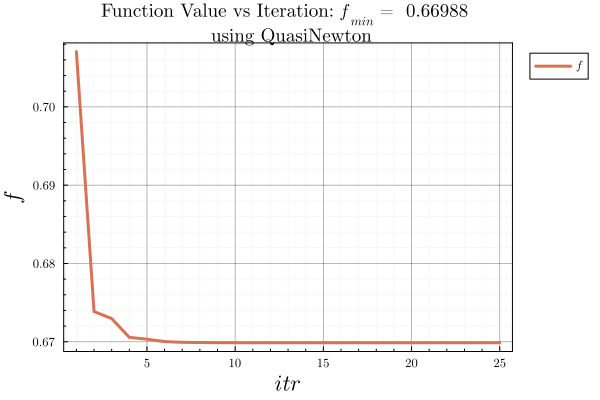 Function Value vs Iteration: f_min = 0.66988
using QuasiNewton
f
0.70
0.69
0.68
0.67
f
5
10
15
20
25
itr